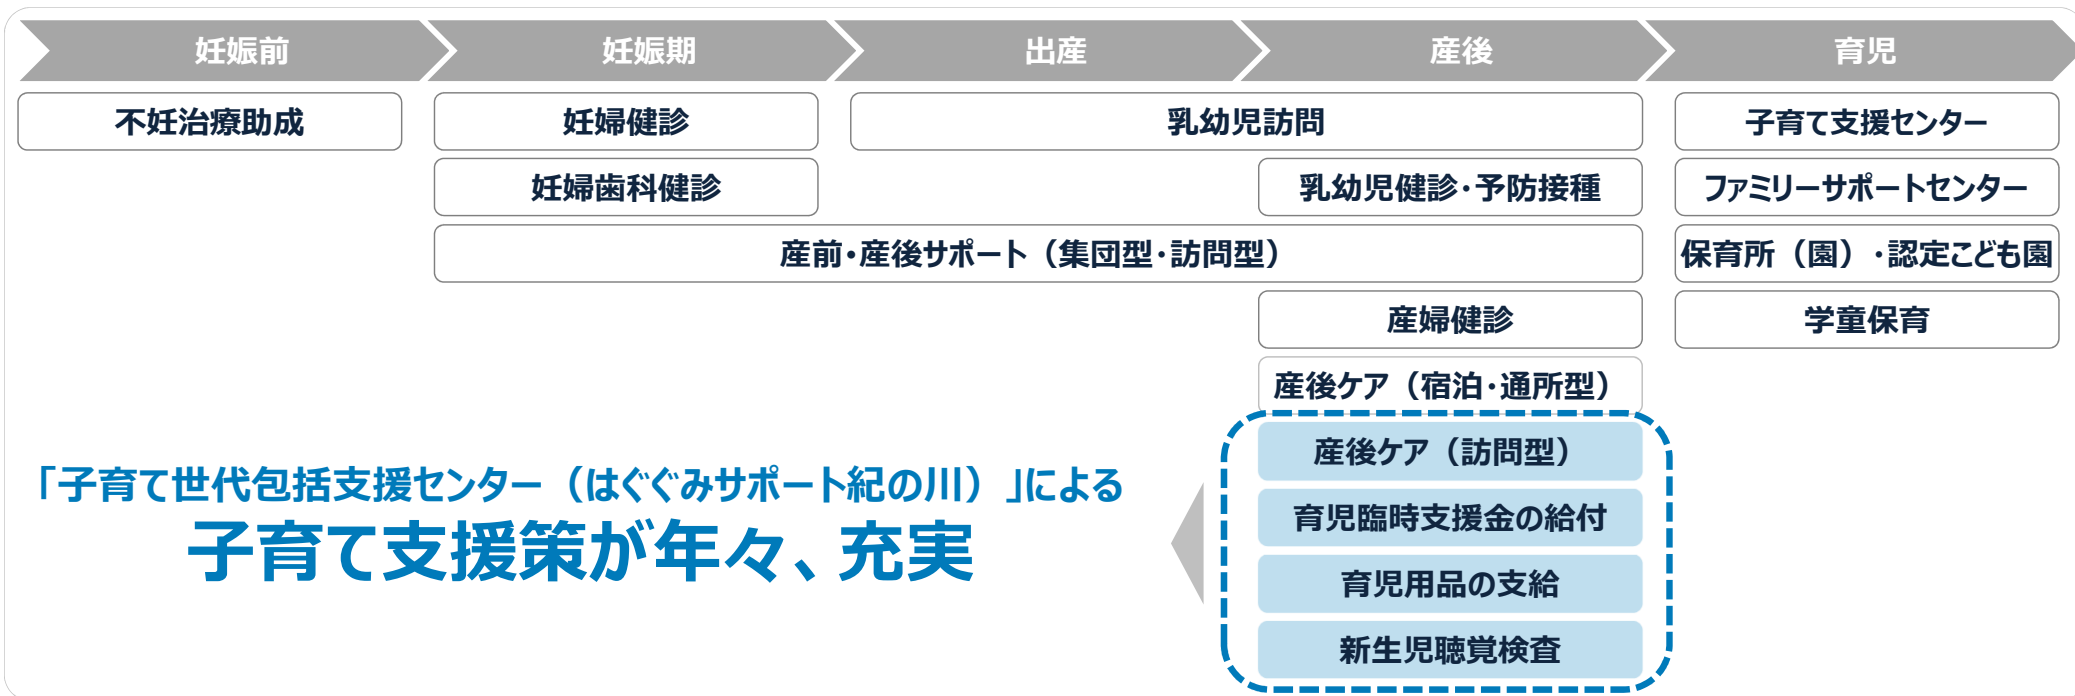 妊娠前
妊娠期
出産
産後
育児
不妊治療助成
妊婦健診
乳幼児訪問
子育て支援センター
妊婦歯科健診
乳幼児健診・予防接種
ファミリーサポートセンター
産前・産後サポート（集団型・訪問型）
保育所（園）・認定こども園
産婦健診
学童保育
産後ケア（宿泊・通所型）
産後ケア（訪問型）
育児臨時支援金の給付
育児用品の支給
新生児聴覚検査
「子育て世代包括支援センター（はぐぐみサポート紀の川）」による
子育て支援策が年々、充実